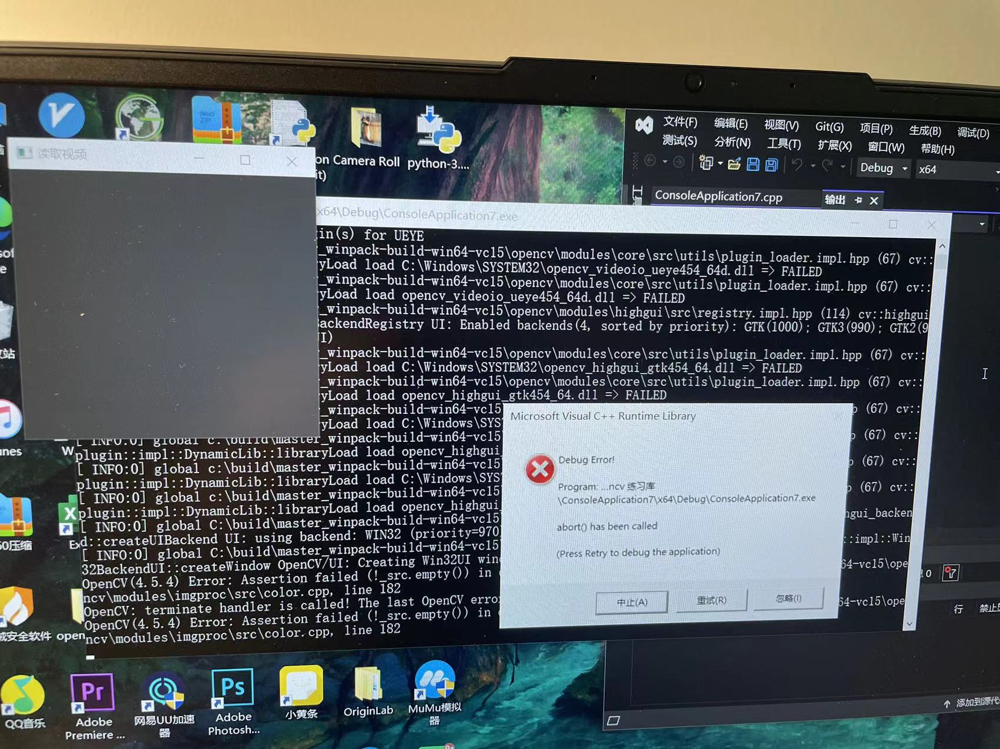 on Camera Roll
it)
python-3....
文件(F) 编辑(E) 视图(V) Git(G) 项目(P) 生成(B) 调试(D)
测试(S) 分析(N) 工具(T) 扩展(X) 窗口(W) 帮助(H)
Debug x64
ConsoleApplication7.cpp 输出
读取视频
x64\Debug\ConsoleApplication7.exe
in(s) for UEYE
_winpack-build-win64-vc15\opencv\modules\core\src\utils\plugin_loader.impl.hpp (67) cv::
yLoad load C:\Windows\SYSTEM32\opencv_videoio_ueye454_64d.dll => FAILED
_winpack-build-win64-vc15\opencv\modules\core\src\utils\plugin_loader.impl.hpp (67) cv::
yLoad load opencv_videoio_ueye454_64d.dll => FAILED
_winpack-build-win64-vc15\opencv\modules\highgui\src\registry.impl.hpp (114) cv::highgui
BackendRegistry UI: Enabled backends(4, sorted by priority): GTK(1000); GTK3(990); GTK2(9
I)
_winpack-build-win64-vc15\opencv\modules\core\src\utils\plugin_loader.impl.hpp (67) cv::
yLoad load C:\Windows\SYSTEM32\opencv_highgui_gtk454_64.dll => FAILED
_winpack-build-win64-vc15\opencv\modules\core\src\utils\plugin_loader.impl.hpp (67) cv::
yLoad load opencv_highgui_gtk454_64.dll => FAILED
_winpack-build-win64-vc15 p (67) cv::
yLoad load C:\Windows\SYS
_winpack-build-win64-vc15 p (67) cv::
[ INFO:0] global c:\build\master_winpack-build-win64-vc15
plugin::impl::DynamicLib::libraryLoad load opencv_highgui_
[ INFO:0] global c:\build\master_winpack-build-win64-vc15 p (67) cv::
plugin::impl::DynamicLib::libraryLoad load C:\Windows\SYS
[ INFO:0] global c:\build\master_winpack-build-win64-vc15 p (67) cv::
plugin::impl::DynamicLib::libraryLoad load opencv_highgui_
[ INFO:0] global C:\build\master_winpack-build-win64-vc15 ngui_backen
d::createUIBackend UI: using backend: WIN32 (priority=970)
[ INFO:0] global C:\build\master_winpack-build-win64-vc15 ::impl::Win
32BackendUI::createWindow OpenCV/UI: Creating Win32UI wind
OpenCV(4.5.4) Error: Assertion failed (!_src.empty()) in 64-vc15\ope
ncv\modules\imgproc\src\color.cpp, line 182
OpenCV: terminate handler is called! The last OpenCV error
OpenCV(4.5.4) Error: Assertion failed (!_src.empty()) in 64-vc15\ope
ncv\modules\imgproc\src\color.cpp, line 182
Microsoft Visual C++ Runtime Library
Debug Error!
Program: ...ncv 练习库
\ConsoleApplication7\x64\Debug\ConsoleApplication7.exe
abort() has been called
(Press Retry to debug the application)
中止(A) 重试(R) 忽略(I)
0
行
添加到源代
nes
W
Ex
60压缩
安全软件
open
QQ音乐
Adobe
Premiere ...
网易UU加速
器
Adobe
Photosh...
小黄条
OriginLab
MuMu模拟
器